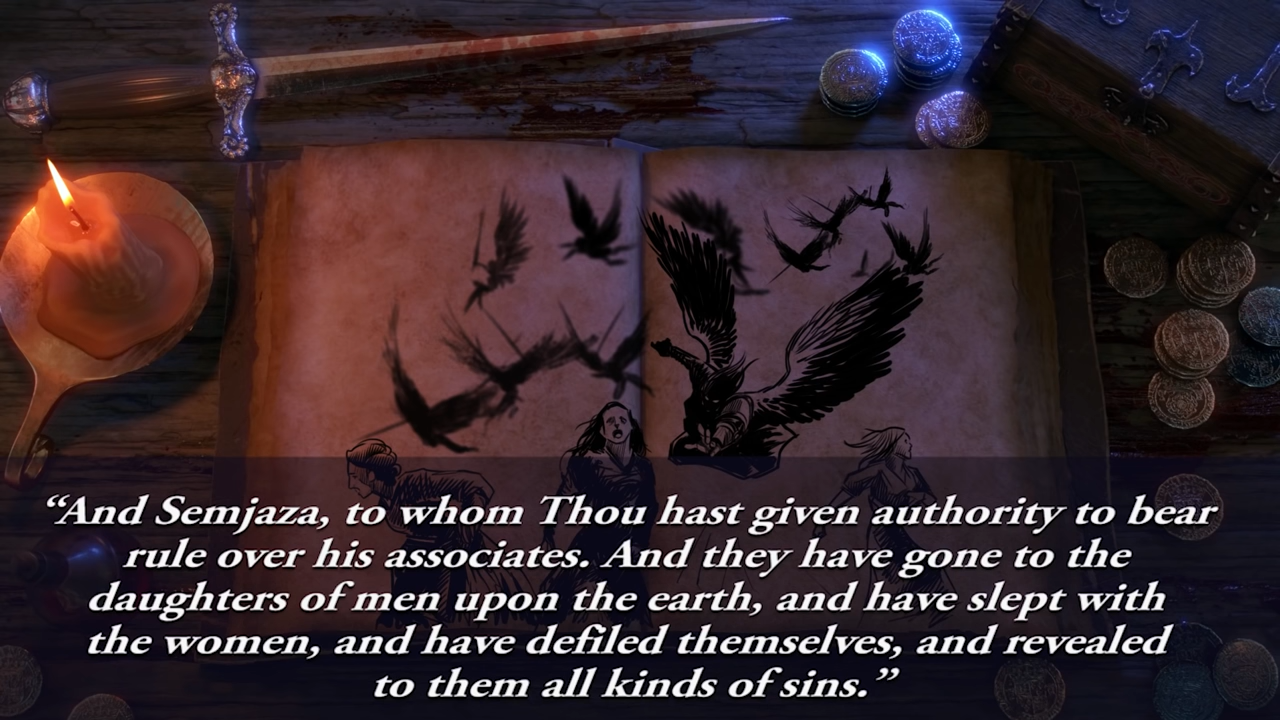 “And Semjaza, to whom Thou hast given authority to bear
rule over his associates. And they have gone to the
daughters of men upon the earth, and have slept with
the women, and have defiled themselves, and revealed
to them all kinds of sins.”